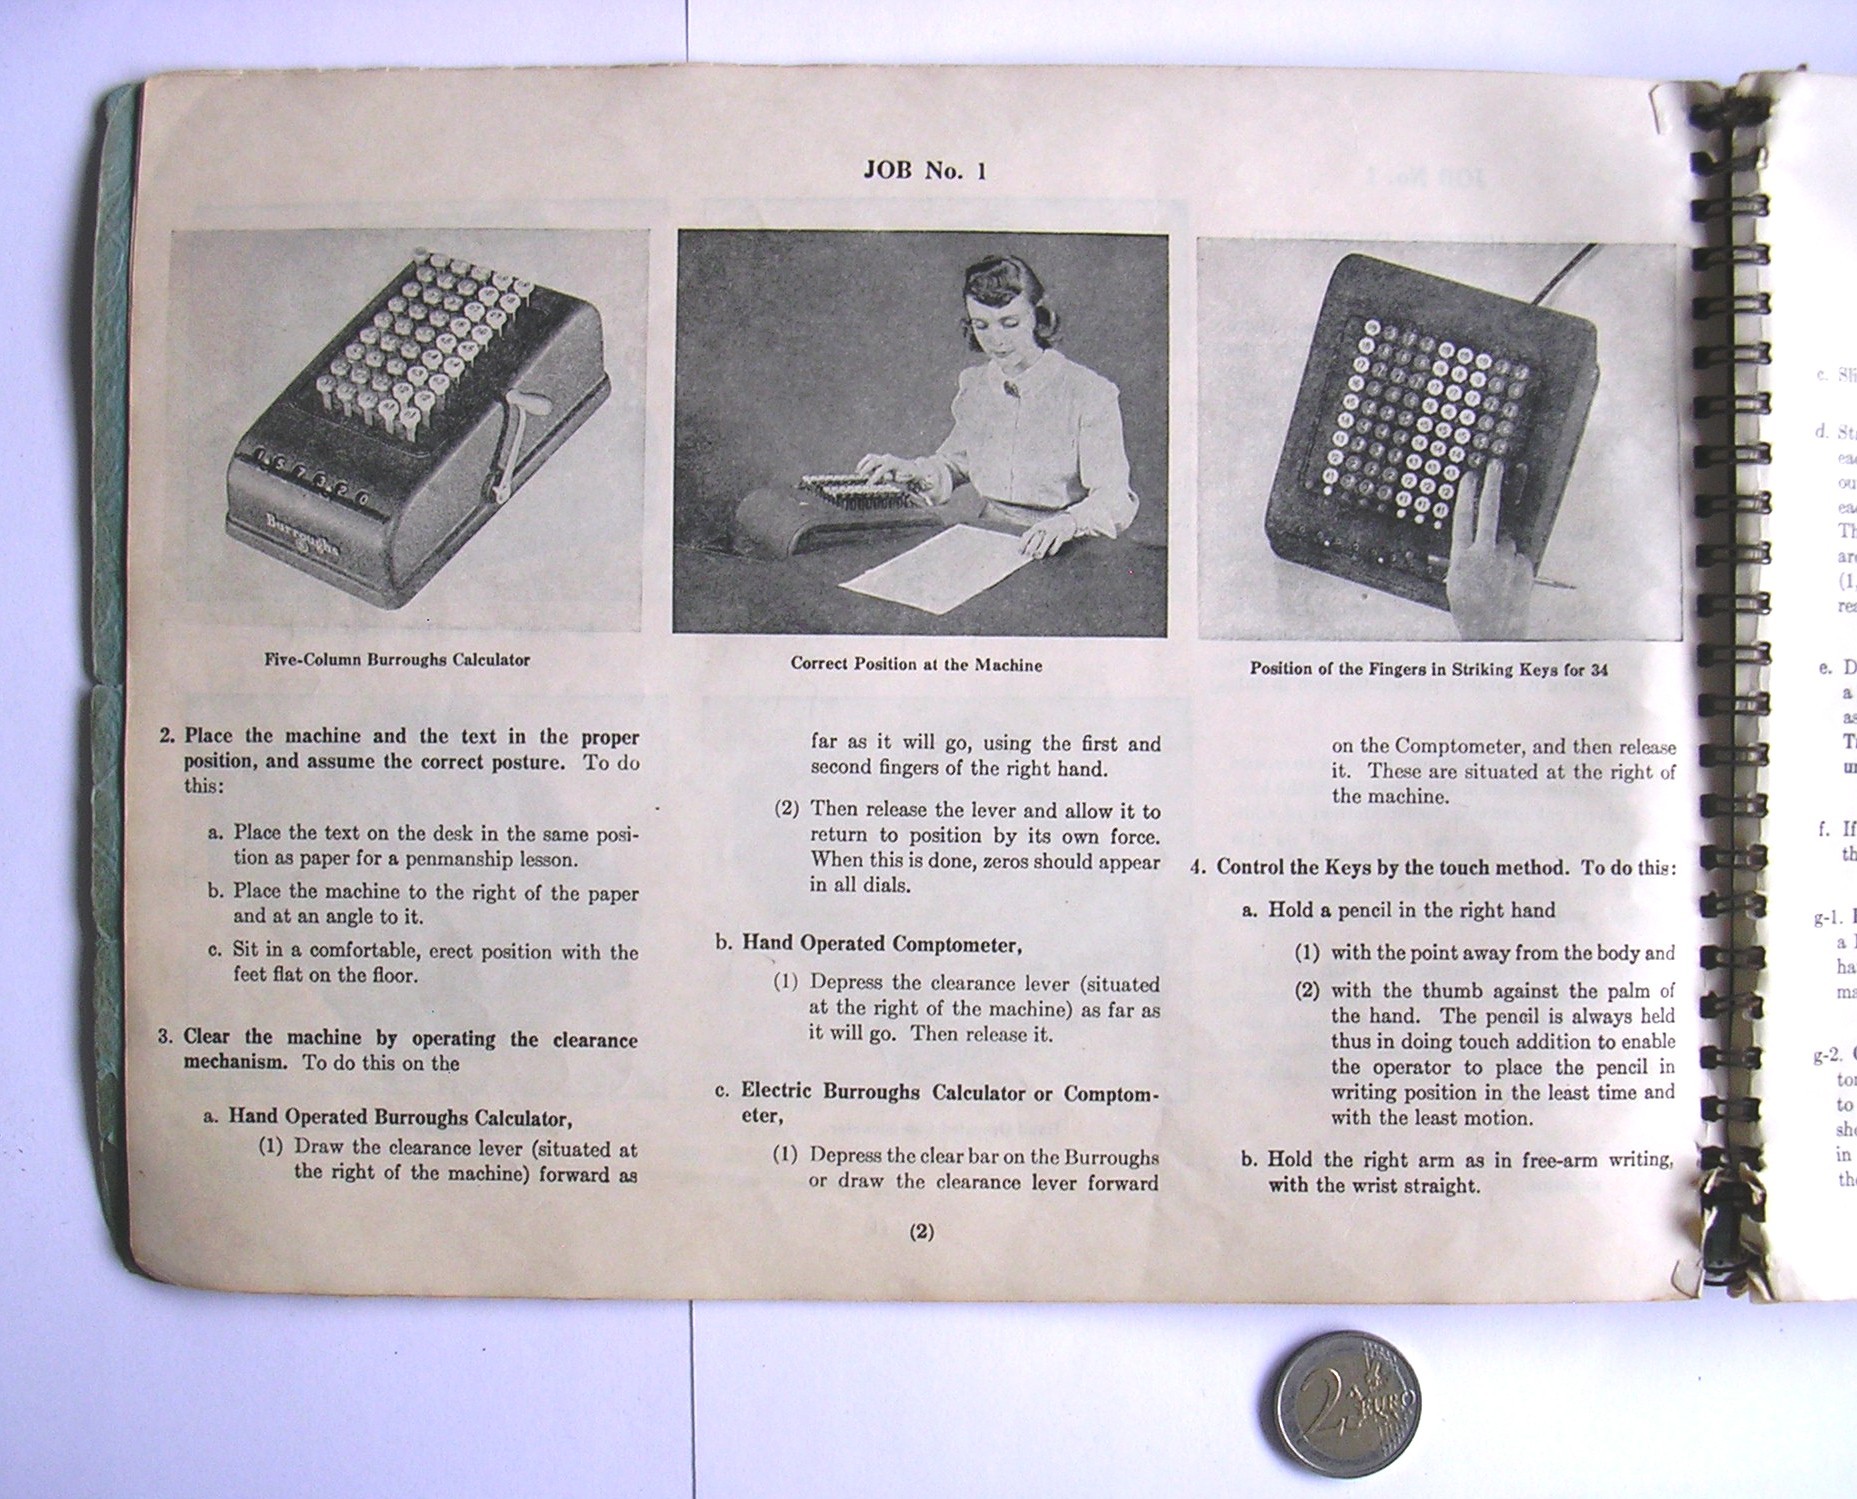 JOB No. 1
1 5 7 3 2 0
Burroughs
Five-Column Burroughs Calculator
Correct Position at the Machine
Position of the Fingers in Striking Keys for 34
2. Place the machine and the text in the proper
position, and assume the correct posture. To do
this:
a. Place the text on the desk in the same posi-
tion as paper for a penmanship lesson.
b. Place the machine to the right of the paper
and at an angle to it.
c. Sit in a comfortable, erect position with the
feet flat on the floor.
3. Clear the machine by operating the clearance
mechanism. To do this on the
a. Hand Operated Burroughs Calculator,
(1) Draw the clearance lever (situated at
the right of the machine) forward as
far as it will go, using the first and
second fingers of the right hand.
(2) Then release the lever and allow it to
return to position by its own force.
When this is done, zeros should appear
in all dials.
b. Hand Operated Comptometer,
(1) Depress the clearance lever (situated
at the right of the machine) as far as
it will go. Then release it.
c. Electric Burroughs Calculator or Comptom-
eter,
(1) Depress the clear bar on the Burroughs
or draw the clearance lever forward
on the Comptometer, and then release
it. These are situated at the right of
the machine.
4. Control the Keys by the touch method. To do this:
a. Hold a pencil in the right hand
(1) with the point away from the body and
(2) with the thumb against the palm of
the hand. The pencil is always held
thus in doing touch addition to enable
the operator to place the pencil in
writing position in the least time and
with the least motion.
b. Hold the right arm as in free-arm writing,
with the wrist straight.
(2)
c.
d.
e.
a
f. If
g-1.
a
g-2.
to
in
2
EURO